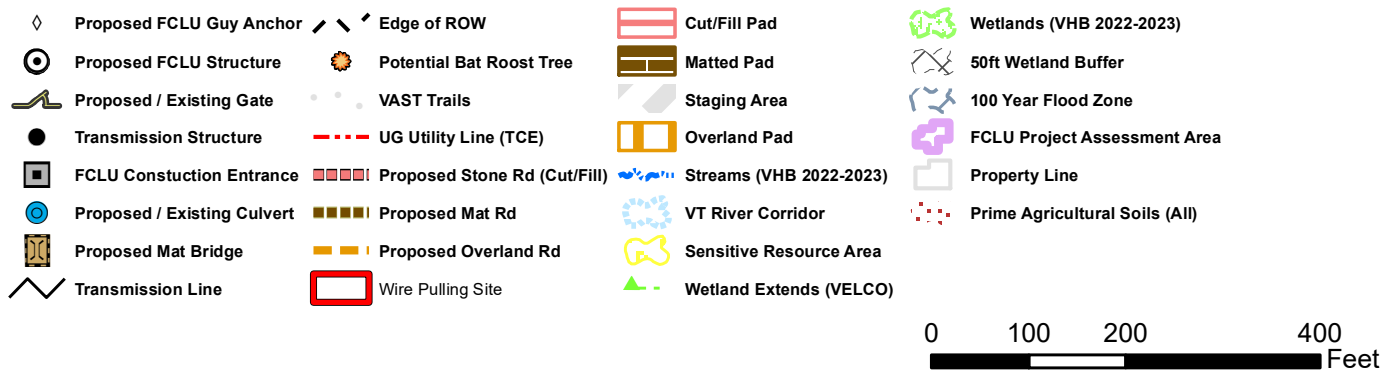 Proposed FCLU Guy Anchor
Proposed FCLU Structure
Proposed / Existing Gate
Transmission Structure
FCLU Constuction Entrance
Proposed / Existing Culvert
Proposed Mat Bridge
Transmission Line
Edge of ROW
Potential Bat Roost Tree
VAST Trails
UG Utility Line (TCE)
Proposed Stone Rd (Cut/Fill)
Proposed Mat Rd
Proposed Overland Rd
Wire Pulling Site
Cut/Fill Pad
Matted Pad
Staging Area
Overland Pad
Streams (VHB 2022-2023)
VT River Corridor
Sensitive Resource Area
Wetland Extends (VELCO)
Wetlands (VHB 2022-2023)
50ft Wetland Buffer
100 Year Flood Zone
FCLU Project Assessment Area
Property Line
Prime Agricultural Soils (All)
0 100 200 400
Feet